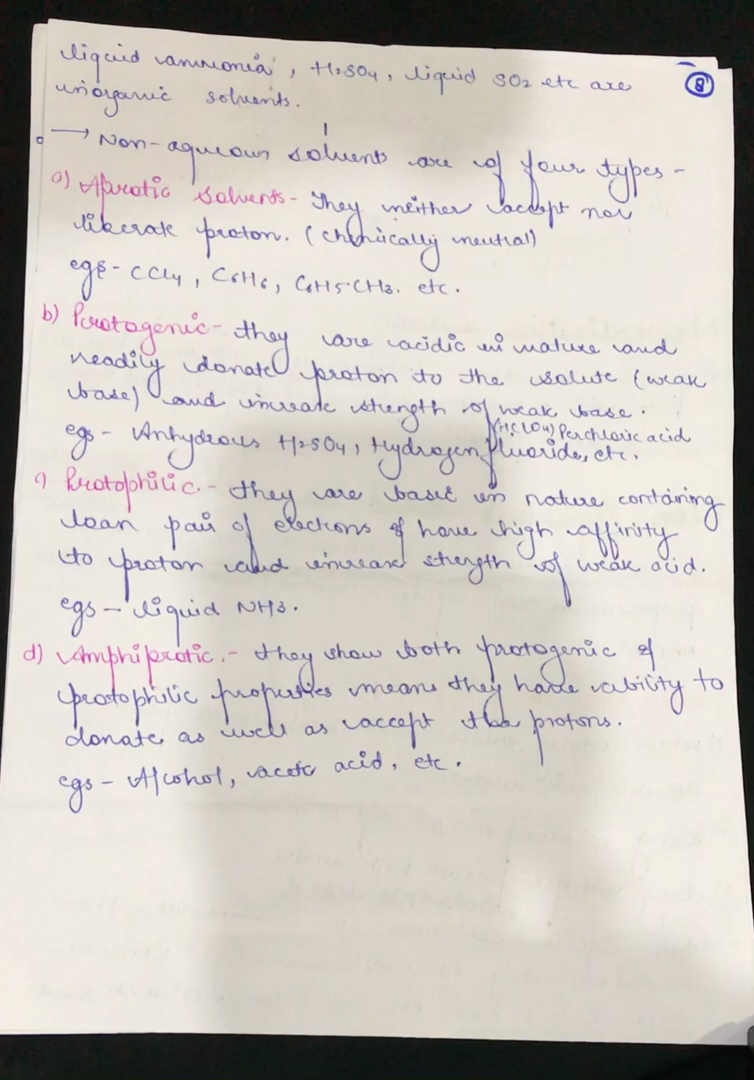 liquid ammonia, H2SO4, liquid SO2 etc are
8
inorganic solvents.
→ Non-aqueous solvents are of four types -
a) Aprotic solvents - They neither accept nor
liberate proton. (chemically neutral)
egs - CCl4, C6H6, C6H5-CH3. etc.
b) Protogenic - they are acidic in nature and
readily donate proton to the solute (weak
base) and increase strength of weak base.
(HClO4) Perchloric acid
egs - Anhydrous H2SO4, Hydrogen fluoride, etc.
c) Protophilic - they are basic in nature containing
loan pair of electrons & have high affinity
to proton and increase strength of weak acid.
egs - liquid NH3.
d) Amphiprotic. - they show both protogenic &
protophilic properties means they have ability to
donate as well as accept the protons.
egs - Alcohol, acetic acid, etc.